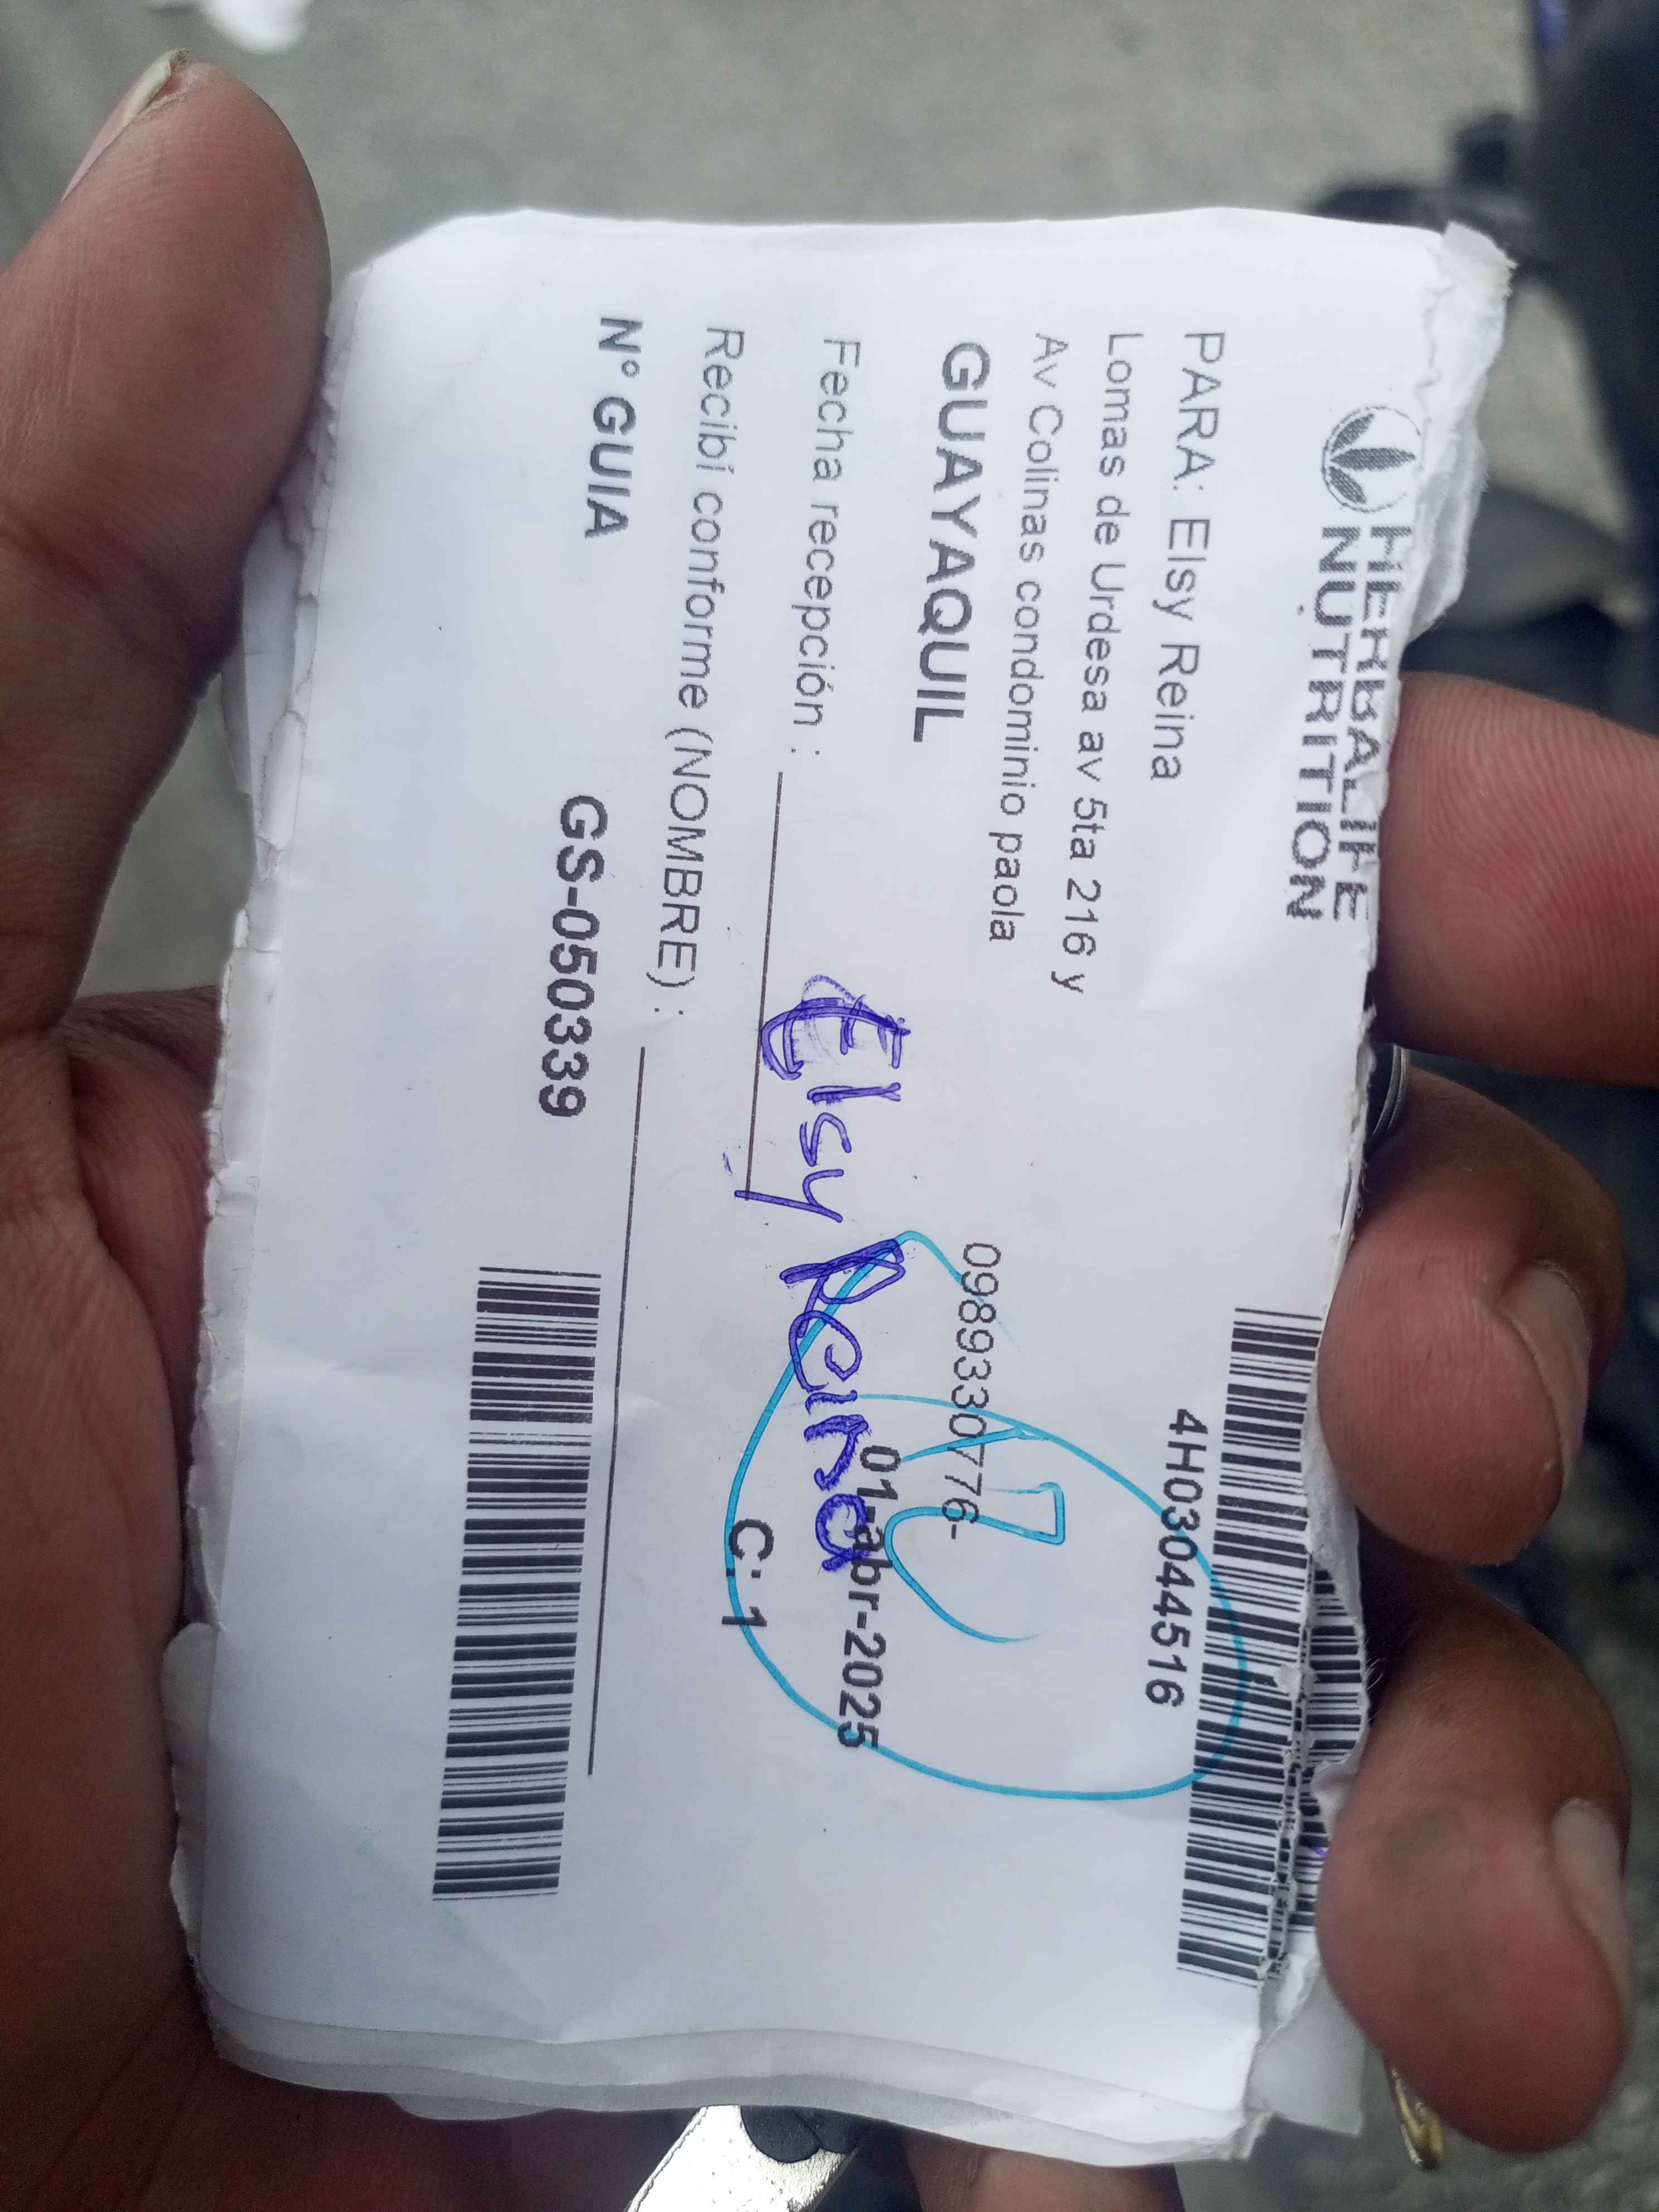 HERBALIFE
NUTRITION
4H03044516
PARA: Elsy Reina
Lomas de Urdesa av 5ta 216 y
Av Colinas condominio paola
GUAYAQUIL
0989330776-
Fecha recepción :
Elsy Reina
01-abr-2025
Recibí conforme (NOMBRE) :
C: 1
N° GUIA
GS-050339